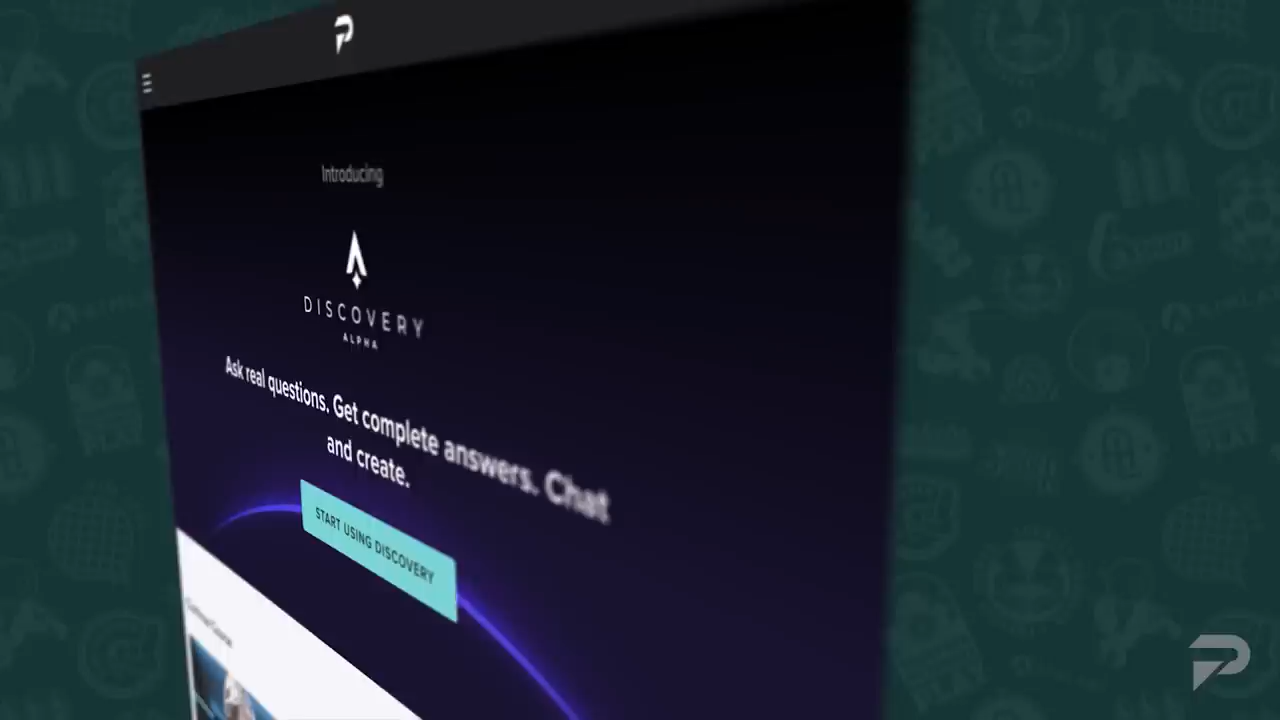 Introducing
DISCOVERY
ALPHA
Ask real questions. Get complete answers. Chat
and create.
START USING DISCOVERY